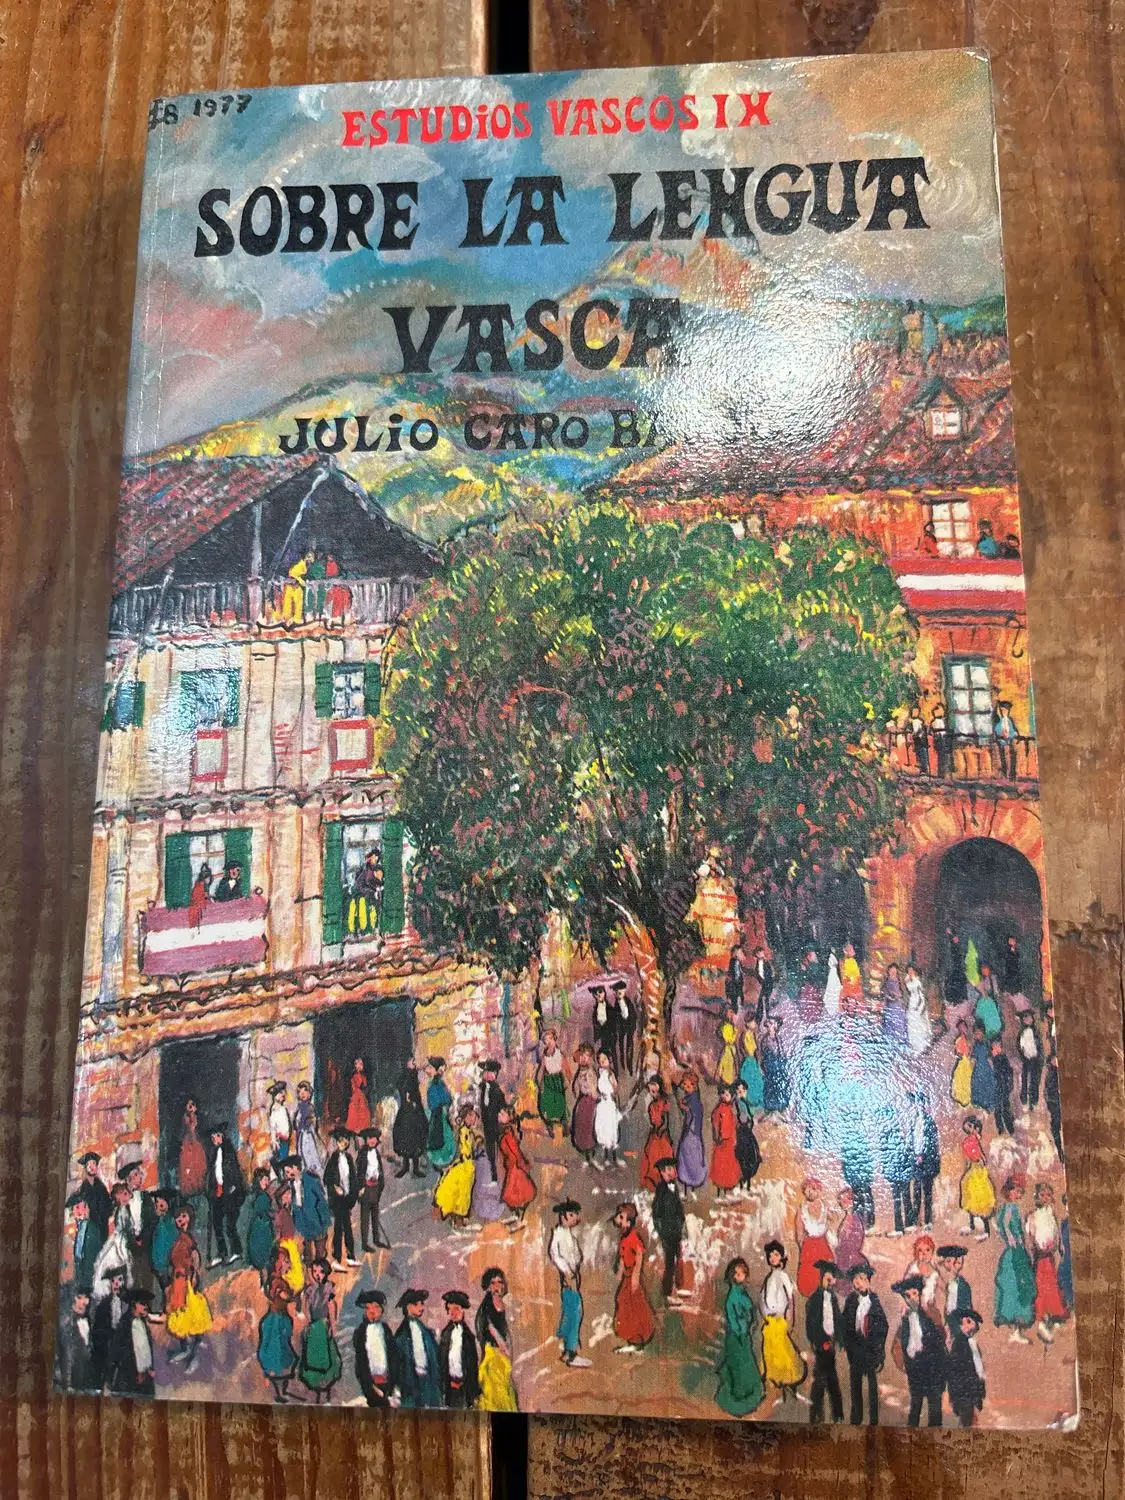 1977
ESTUDIOS VASCOS IX
SOBRE LA LENGUA
VASCA
JULIO CARO